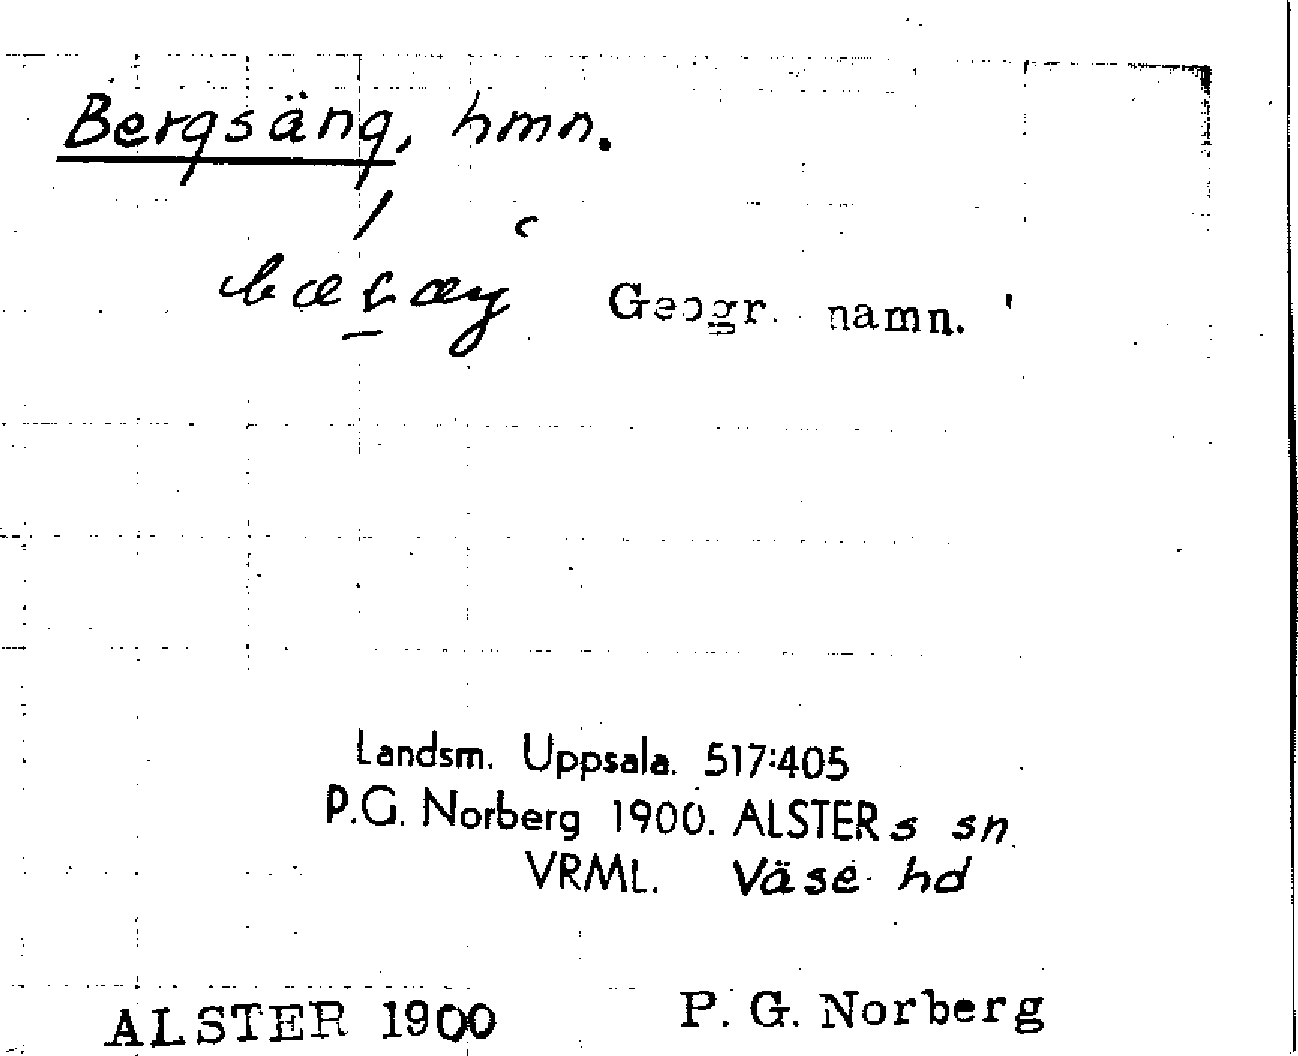 Bergsäng, hmn.
Geogr. namn.
Landsm. Uppsala. 517:405
P.G. Norberg 1900. ALSTERs sn
VRML. Väse hd
ALSTER 1900 P. G. Norberg